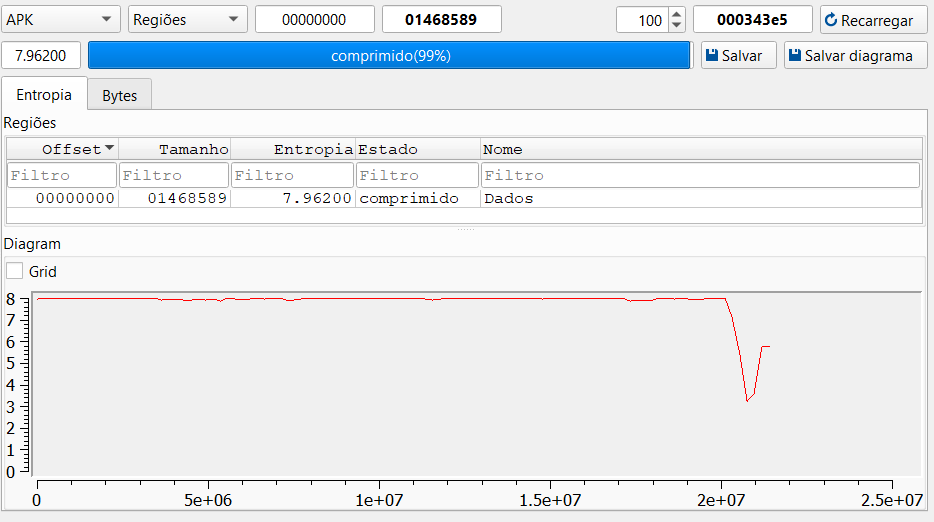 APK Regiões 00000000 01468589 100 000343e5 Recarregar
7.96200 comprimido(99%) Salvar Salvar diagrama
Entropia Bytes
Regiões
Offset Tamanho Entropia Estado Nome
Filtro Filtro Filtro Filtro Filtro
00000000 01468589 7.96200 comprimido Dados
Diagram
Grid
8
7
6
5
4
3
2
1
0
0 5e+06 1e+07 1.5e+07 2e+07 2.5e+07